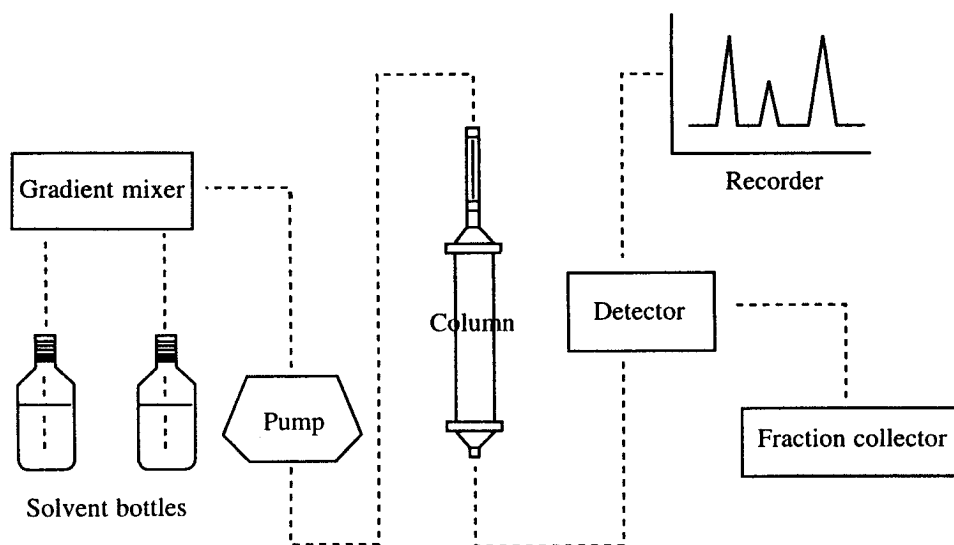 Gradient mixer
Recorder
Column
Detector
Pump
Fraction collector
Solvent bottles